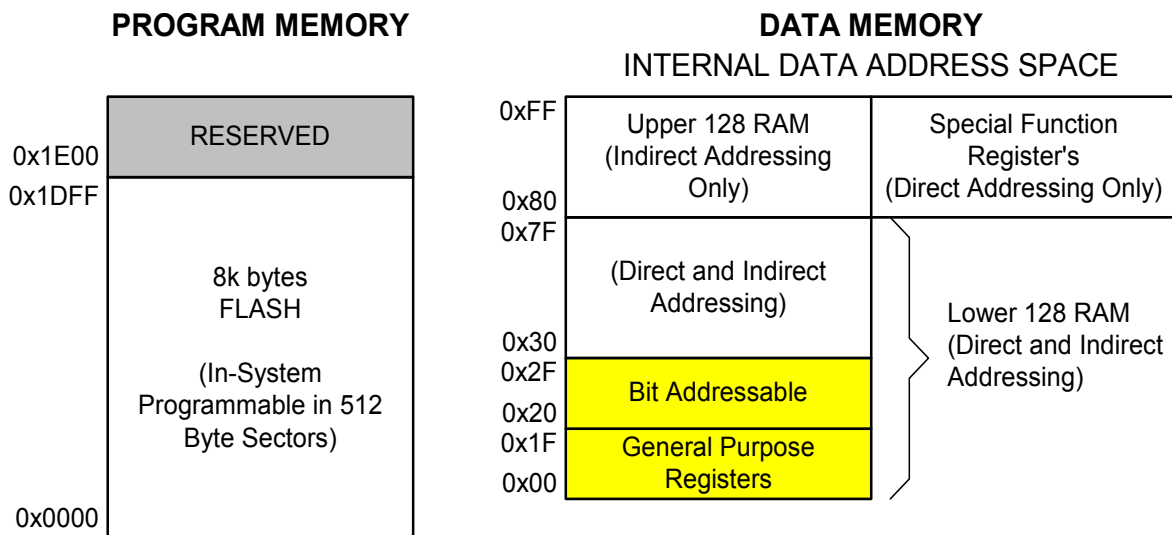 PROGRAM MEMORY
RESERVED
0x1E00
0x1DFF
8k bytes
FLASH
(In-System
Programmable in 512
Byte Sectors)
0x0000
DATA MEMORY
INTERNAL DATA ADDRESS SPACE
0xFF
Upper 128 RAM
(Indirect Addressing
Only)
0x80
Special Function
Register's
(Direct Addressing Only)
0x7F
(Direct and Indirect
Addressing)
0x30
0x2F
Bit Addressable
0x20
0x1F
General Purpose
Registers
0x00
Lower 128 RAM
(Direct and Indirect
Addressing)